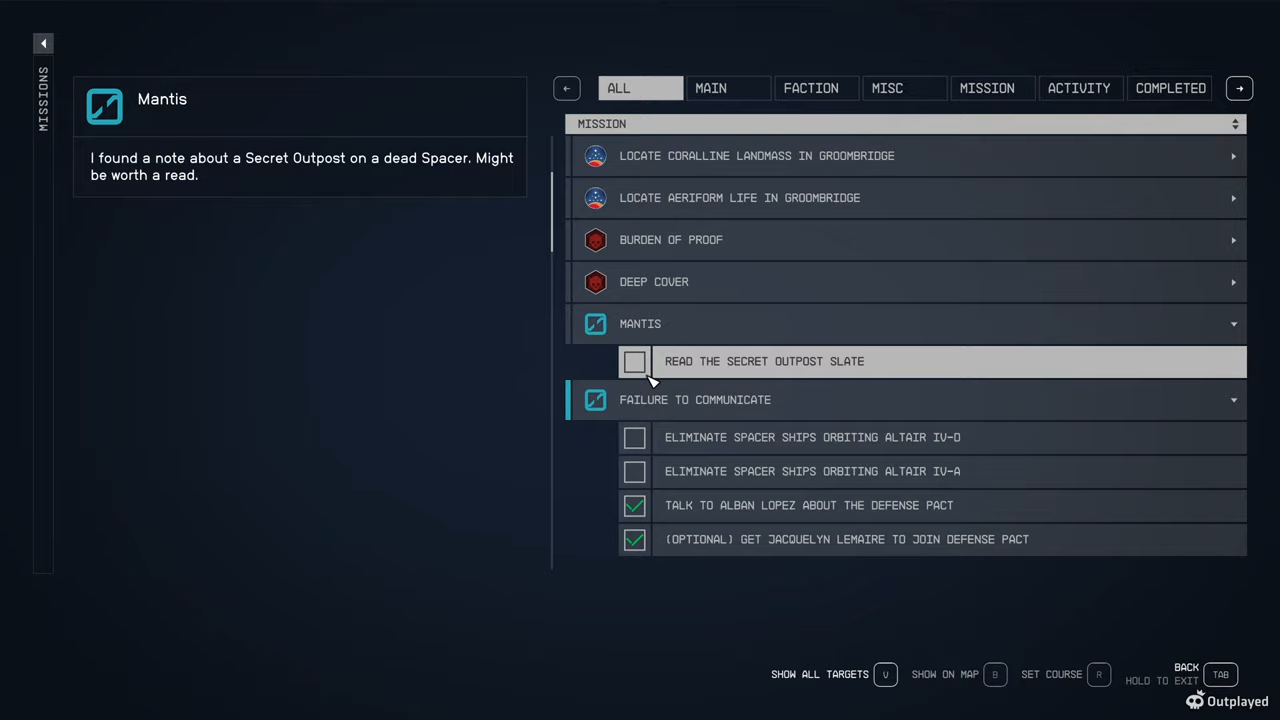 MISSIONS
Mantis
I found a note about a Secret Outpost on a dead Spacer. Might
be worth a read.
ALL
MAIN
FACTION
MISC
MISSION
ACTIVITY
COMPLETED
MISSION
LOCATE CORALLINE LANDMASS IN GROOMBRIDGE
LOCATE AERIFORM LIFE IN GROOMBRIDGE
BURDEN OF PROOF
DEEP COVER
MANTIS
READ THE SECRET OUTPOST SLATE
FAILURE TO COMMUNICATE
ELIMINATE SPACER SHIPS ORBITING ALTAIR IV-D
ELIMINATE SPACER SHIPS ORBITING ALTAIR IV-A
TALK TO ALBAN LOPEZ ABOUT THE DEFENSE PACT
(OPTIONAL) GET JACQUELYN LEMAIRE TO JOIN DEFENSE PACT
SHOW ALL TARGETS V
SHOW ON MAP B
SET COURSE R
BACK
HOLD TO EXIT
TAB
Outplayed